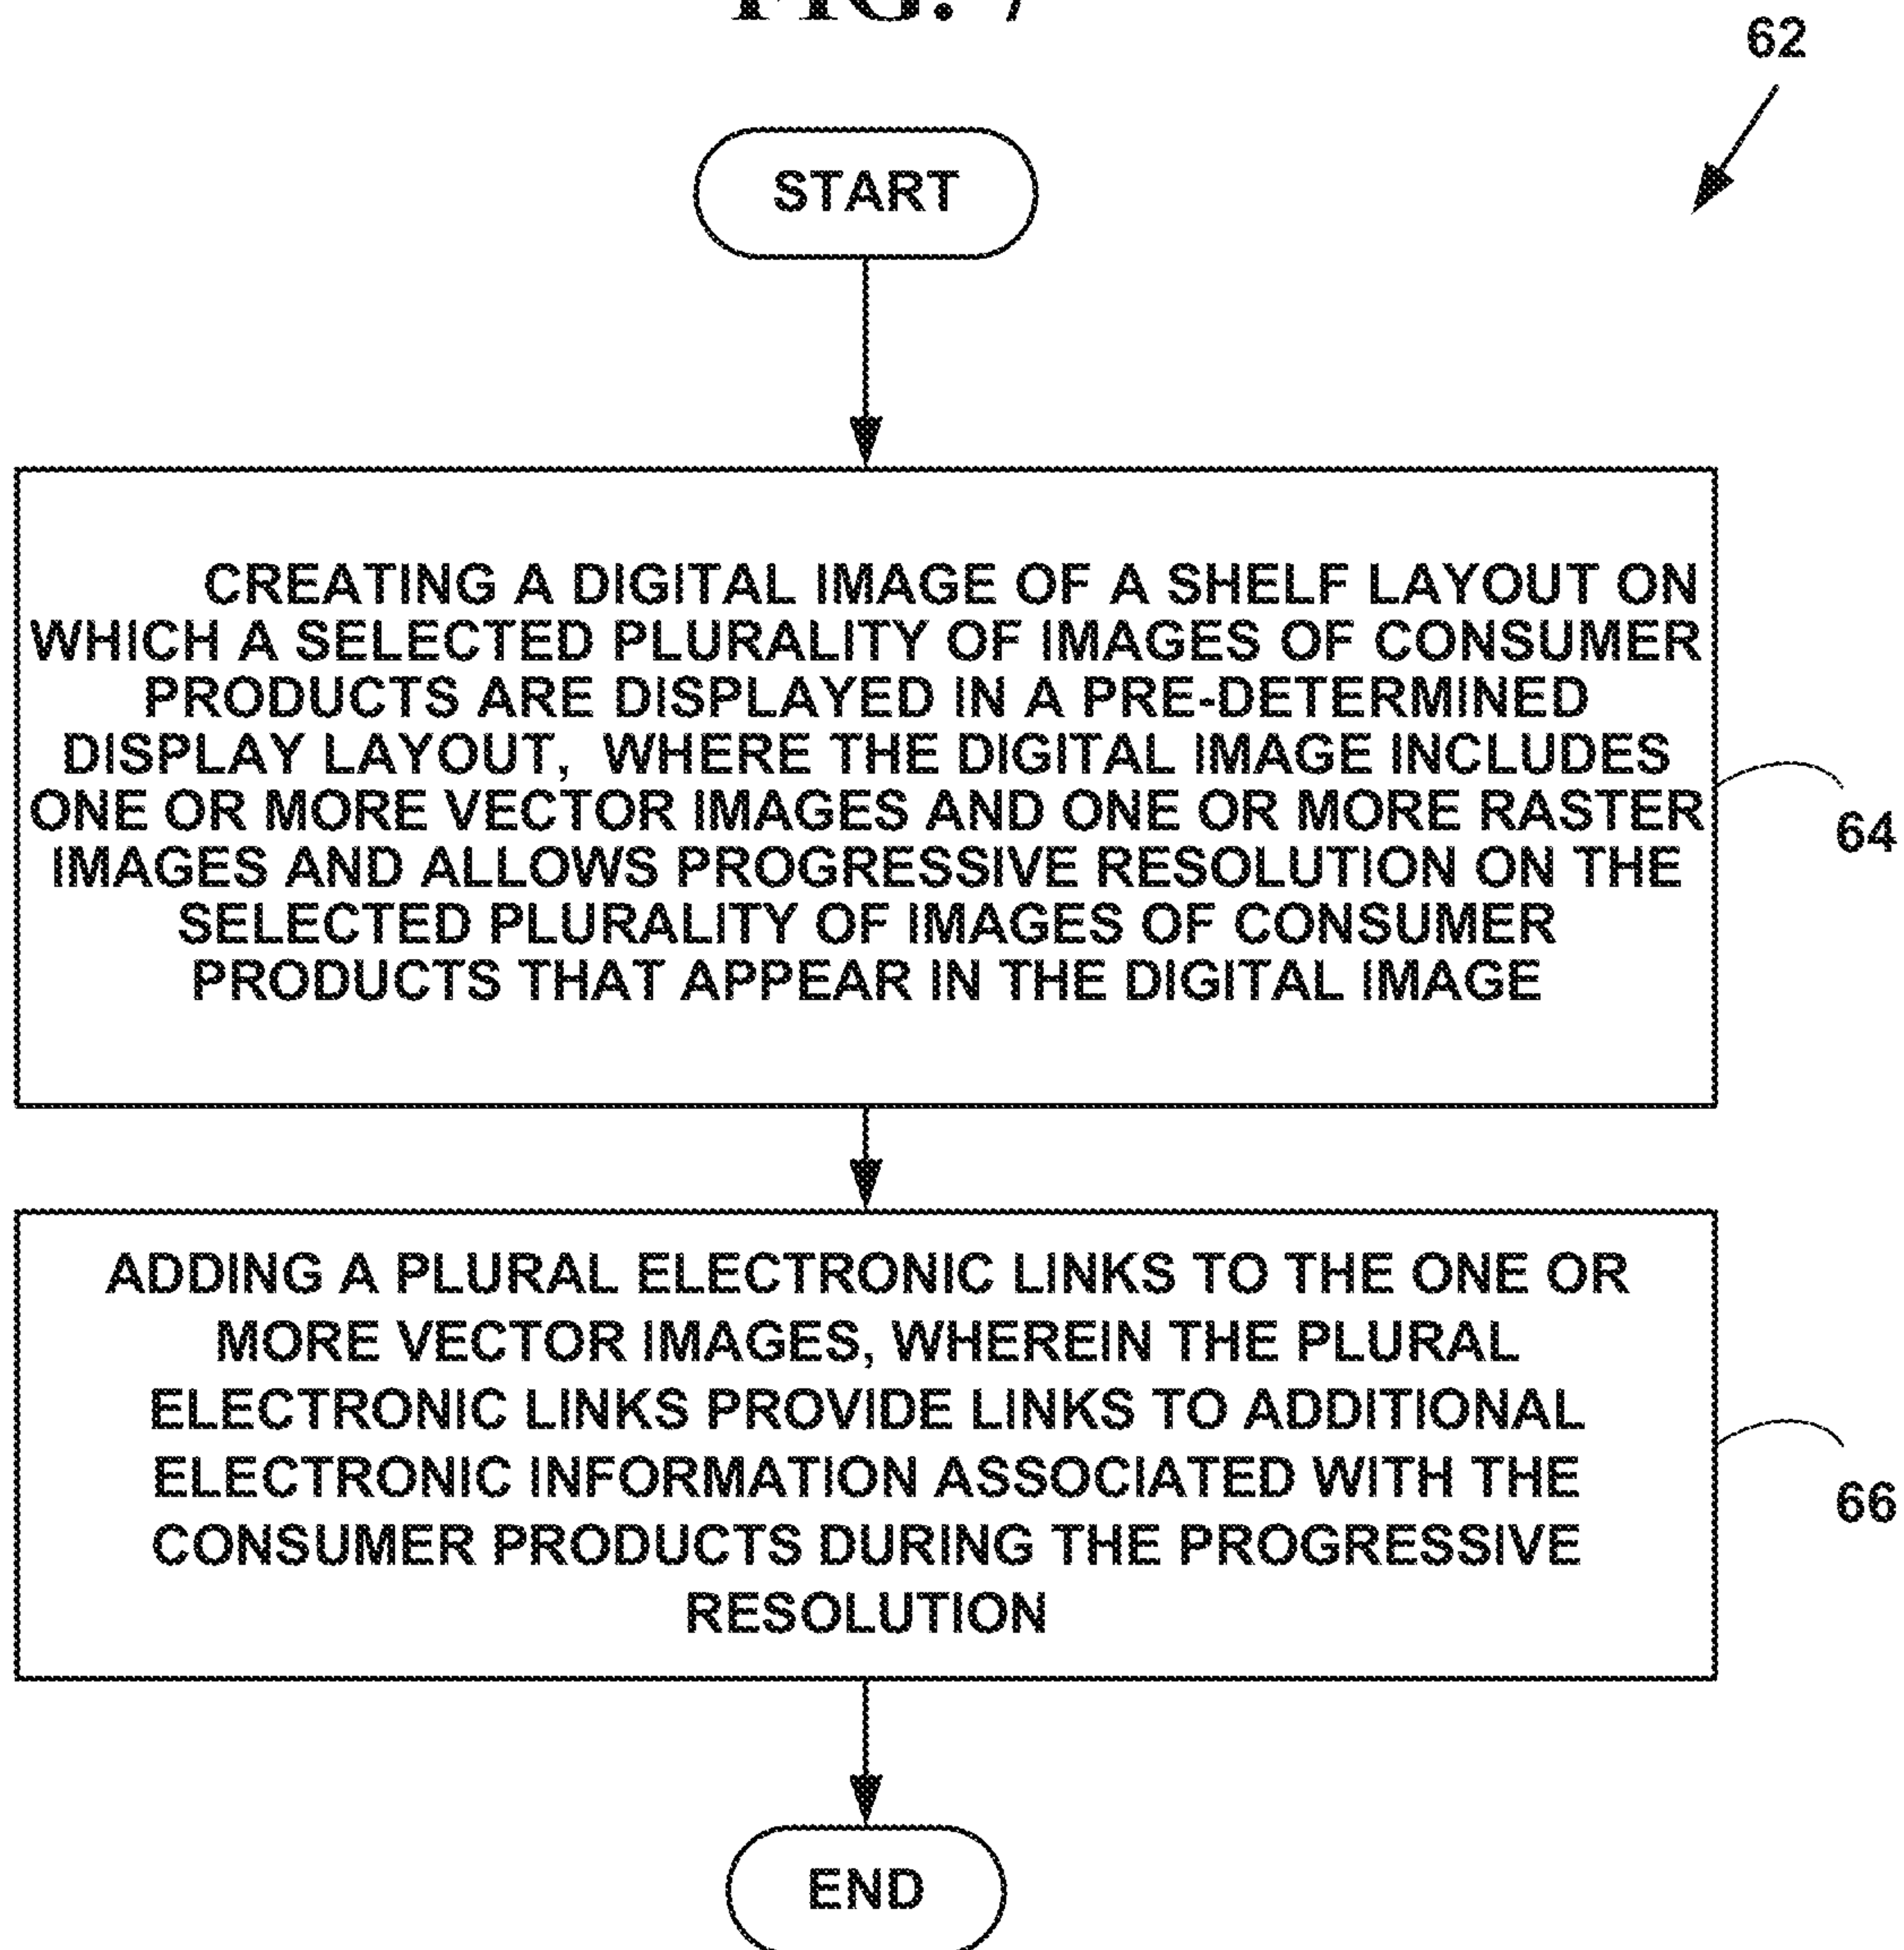 FIG. 7
62
START
CREATING A DIGITAL IMAGE OF A SHELF LAYOUT ON
WHICH A SELECTED PLURALITY OF IMAGES OF CONSUMER
PRODUCTS ARE DISPLAYED IN A PRE-DETERMINED
DISPLAY LAYOUT, WHERE THE DIGITAL IMAGE INCLUDES
ONE OR MORE VECTOR IMAGES AND ONE OR MORE RASTER
IMAGES AND ALLOWS PROGRESSIVE RESOLUTION ON THE
SELECTED PLURALITY OF IMAGES OF CONSUMER
PRODUCTS THAT APPEAR IN THE DIGITAL IMAGE
64
ADDING A PLURAL ELECTRONIC LINKS TO THE ONE OR
MORE VECTOR IMAGES, WHEREIN THE PLURAL
ELECTRONIC LINKS PROVIDE LINKS TO ADDITIONAL
ELECTRONIC INFORMATION ASSOCIATED WITH THE
CONSUMER PRODUCTS DURING THE PROGRESSIVE
RESOLUTION
66
END